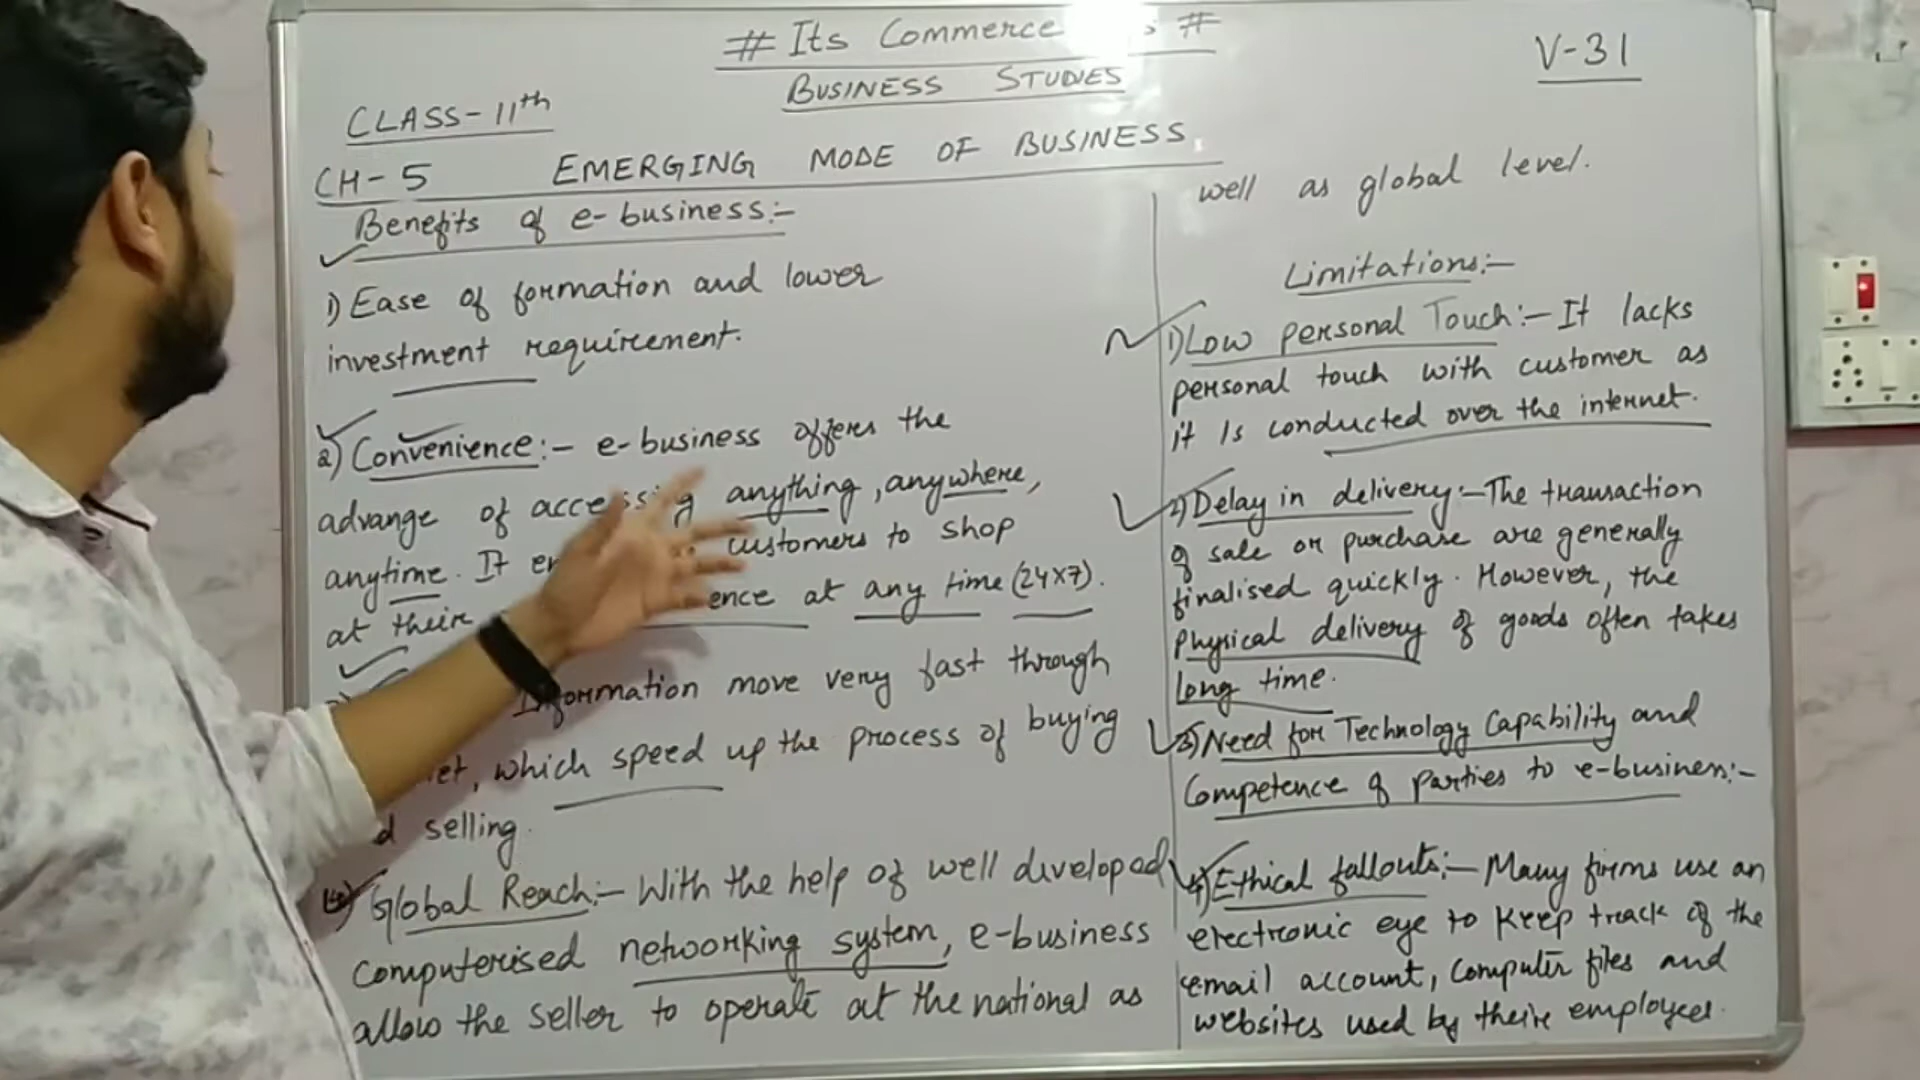 # Its Commerce s #
BUSINESS STUDIES
V-31
CLASS-11th
CH-5 EMERGING MODE OF BUSINESS
Benefits of e-business:-
1) Ease of formation and lower
investment requirement.
2) Convenience:- e-business offers the
advange of accessing anything, anywhere,
anytime. It en customers to shop
at their ence at any time (24x7).
Information move very fast through
et, which speed up the process of buying
d selling.
4) Global Reach:- With the help of well developed
computerised networking system, e-business
allow the seller to operate at the national as
well as global level.
Limitations:-
1) Low personal Touch:- It lacks
personal touch with customer as
it is conducted over the internet.
2) Delay in delivery:- The transaction
of sale or purchase are generally
finalised quickly. However, the
Physical delivery of goods often takes
long time.
3) Need for Technology Capability and
Competence of parties to e-business:-
4) Ethical fallouts:- Many firms use an
electronic eye to keep track of the
email account, computer files and
websites used by their employees.